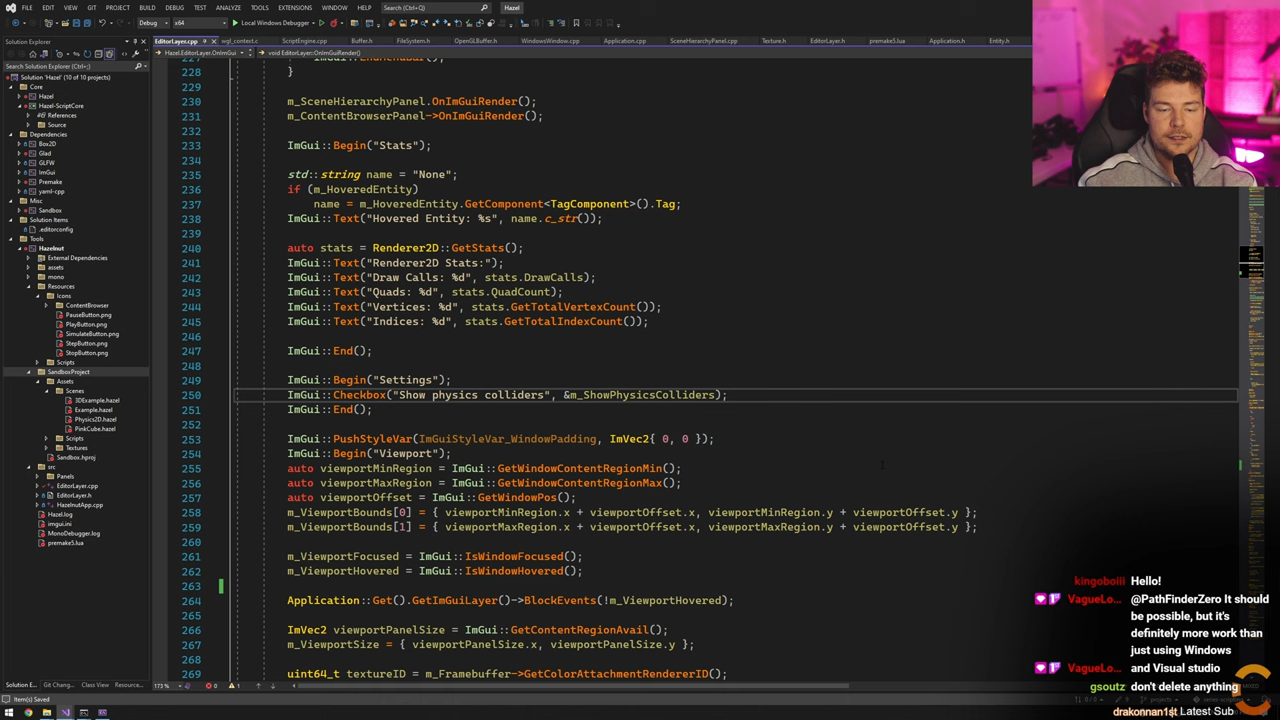 FILE EDIT VIEW GIT PROJECT BUILD DEBUG TEST ANALYZE TOOLS EXTENSIONS WINDOW HELP Search (Ctrl+Q) Hazel
Debug x64 Local Windows Debugger
Solution Explorer
EditorLayer.cpp wgl_context.c ScriptEngine.cpp Buffer.h FileSystem.h OpenGLBuffer.cpp WindowsWindow.cpp Application.cpp SceneHierarchyPanel.cpp Texture.h EditorLayer.h premake5.lua Application.h Entity.h
Hazel.EditorLayer.OnImGui void EditorLayer::OnImGuiRender()
Search Solution Explorer (Ctrl+;)
Solution 'Hazel' (10 of 10 projects)
Core
Hazel
Hazel-ScriptCore
References
Source
Dependencies
Box2D
Glad
GLFW
ImGui
Premake
yaml-cpp
Misc
Sandbox
Solution Items
.editorconfig
Tools
Hazelnut
External Dependencies
assets
mono
Resources
Icons
ContentBrowser
PauseButton.png
PlayButton.png
SimulateButton.png
StepButton.png
StopButton.png
Scripts
SandboxProject
Assets
Scenes
3DExample.hazel
Example.hazel
Physics2D.hazel
PinkCube.hazel
Scripts
Textures
Sandbox.hproj
src
Panels
EditorLayer.cpp
EditorLayer.h
HazelnutApp.cpp
Hazel.log
imgui.ini
MonoDebugger.log
premake5.lua
228 }
229
230 m_SceneHierarchyPanel.OnImGuiRender();
231 m_ContentBrowserPanel->OnImGuiRender();
232
233 ImGui::Begin("Stats");
234
235 std::string name = "None";
236 if (m_HoveredEntity)
237 name = m_HoveredEntity.GetComponent<TagComponent>().Tag;
238 ImGui::Text("Hovered Entity: %s", name.c_str());
239
240 auto stats = Renderer2D::GetStats();
241 ImGui::Text("Renderer2D Stats:");
242 ImGui::Text("Draw Calls: %d", stats.DrawCalls);
243 ImGui::Text("Quads: %d", stats.QuadCount);
244 ImGui::Text("Vertices: %d", stats.GetTotalVertexCount());
245 ImGui::Text("Indices: %d", stats.GetTotalIndexCount());
246
247 ImGui::End();
248
249 ImGui::Begin("Settings");
250 ImGui::Checkbox("Show physics colliders", &m_ShowPhysicsColliders);
251 ImGui::End();
252
253 ImGui::PushStyleVar(ImGuiStyleVar_WindowPadding, ImVec2{ 0, 0 });
254 ImGui::Begin("Viewport");
255 auto viewportMinRegion = ImGui::GetWindowContentRegionMin();
256 auto viewportMaxRegion = ImGui::GetWindowContentRegionMax();
257 auto viewportOffset = ImGui::GetWindowPos();
258 m_ViewportBounds[0] = { viewportMinRegion.x + viewportOffset.x, viewportMinRegion.y + viewportOffset.y };
259 m_ViewportBounds[1] = { viewportMaxRegion.x + viewportOffset.x, viewportMaxRegion.y + viewportOffset.y };
260
261 m_ViewportFocused = ImGui::IsWindowFocused();
262 m_ViewportHovered = ImGui::IsWindowHovered();
263
264 Application::Get().GetImGuiLayer()->BlockEvents(!m_ViewportHovered);
265
266 ImVec2 viewportPanelSize = ImGui::GetContentRegionAvail();
267 m_ViewportSize = { viewportPanelSize.x, viewportPanelSize.y };
268
269 uint64_t textureID = m_Framebuffer->GetColorAttachmentRendererID();
kingoboiii Hello!
VagueLo... @PathFinderZero It should
be possible, but it's
definitely more work than
just using Windows
VagueLo... and Visual studio
gsoutz don't delete anything
drakonnan1st Latest Sub
Solution E... Git Chang... Class View Resource... 173 % 0 1
Item(s) Saved